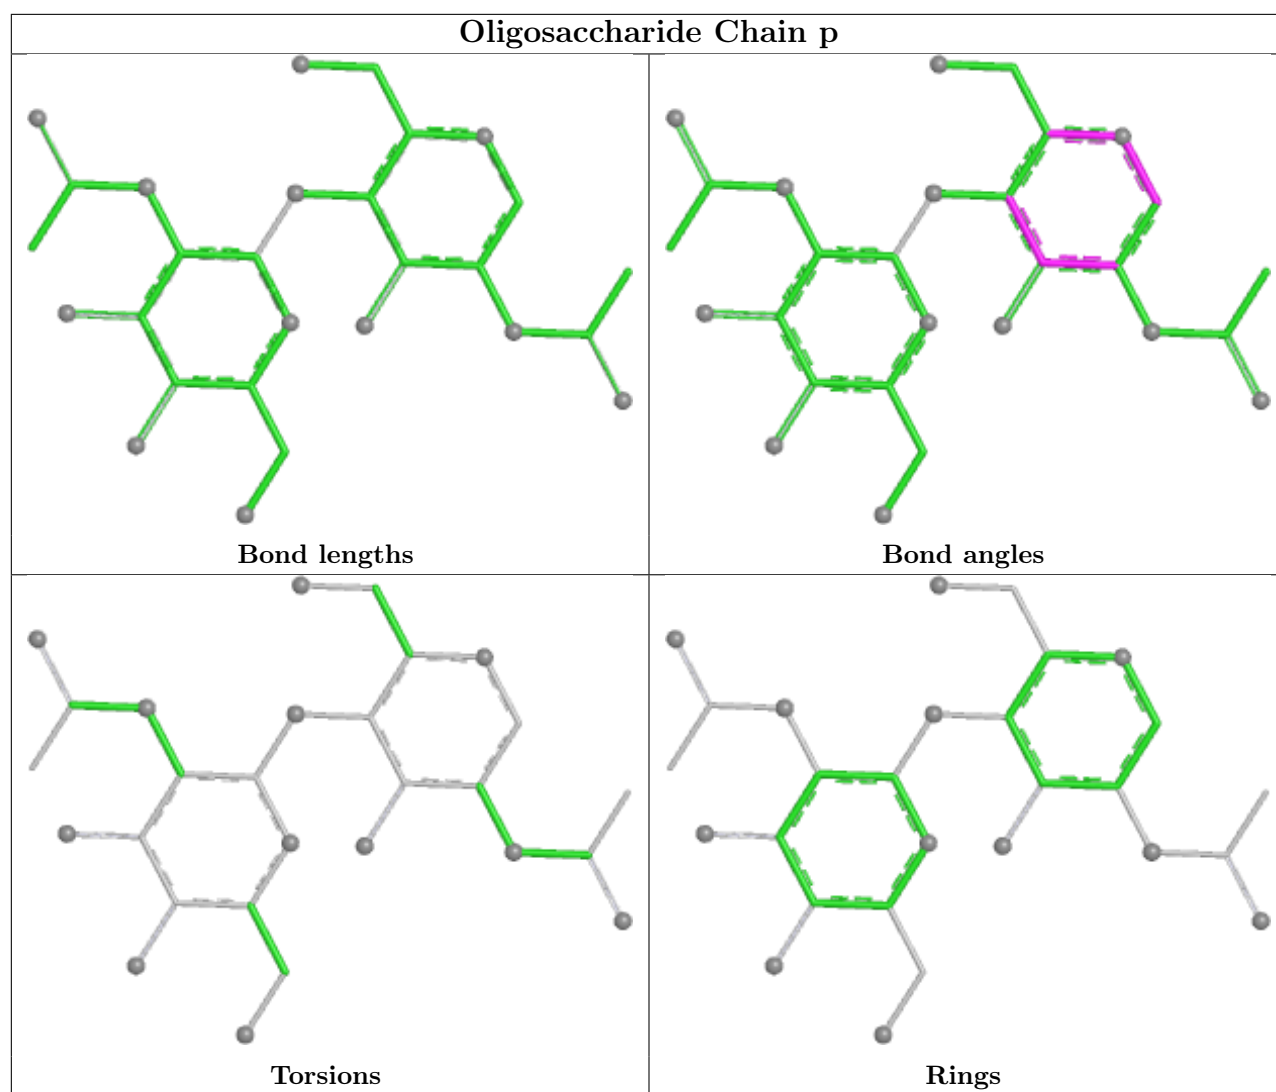 Oligosaccharide Chain p
Bond lengths
Bond angles
Torsions
Rings